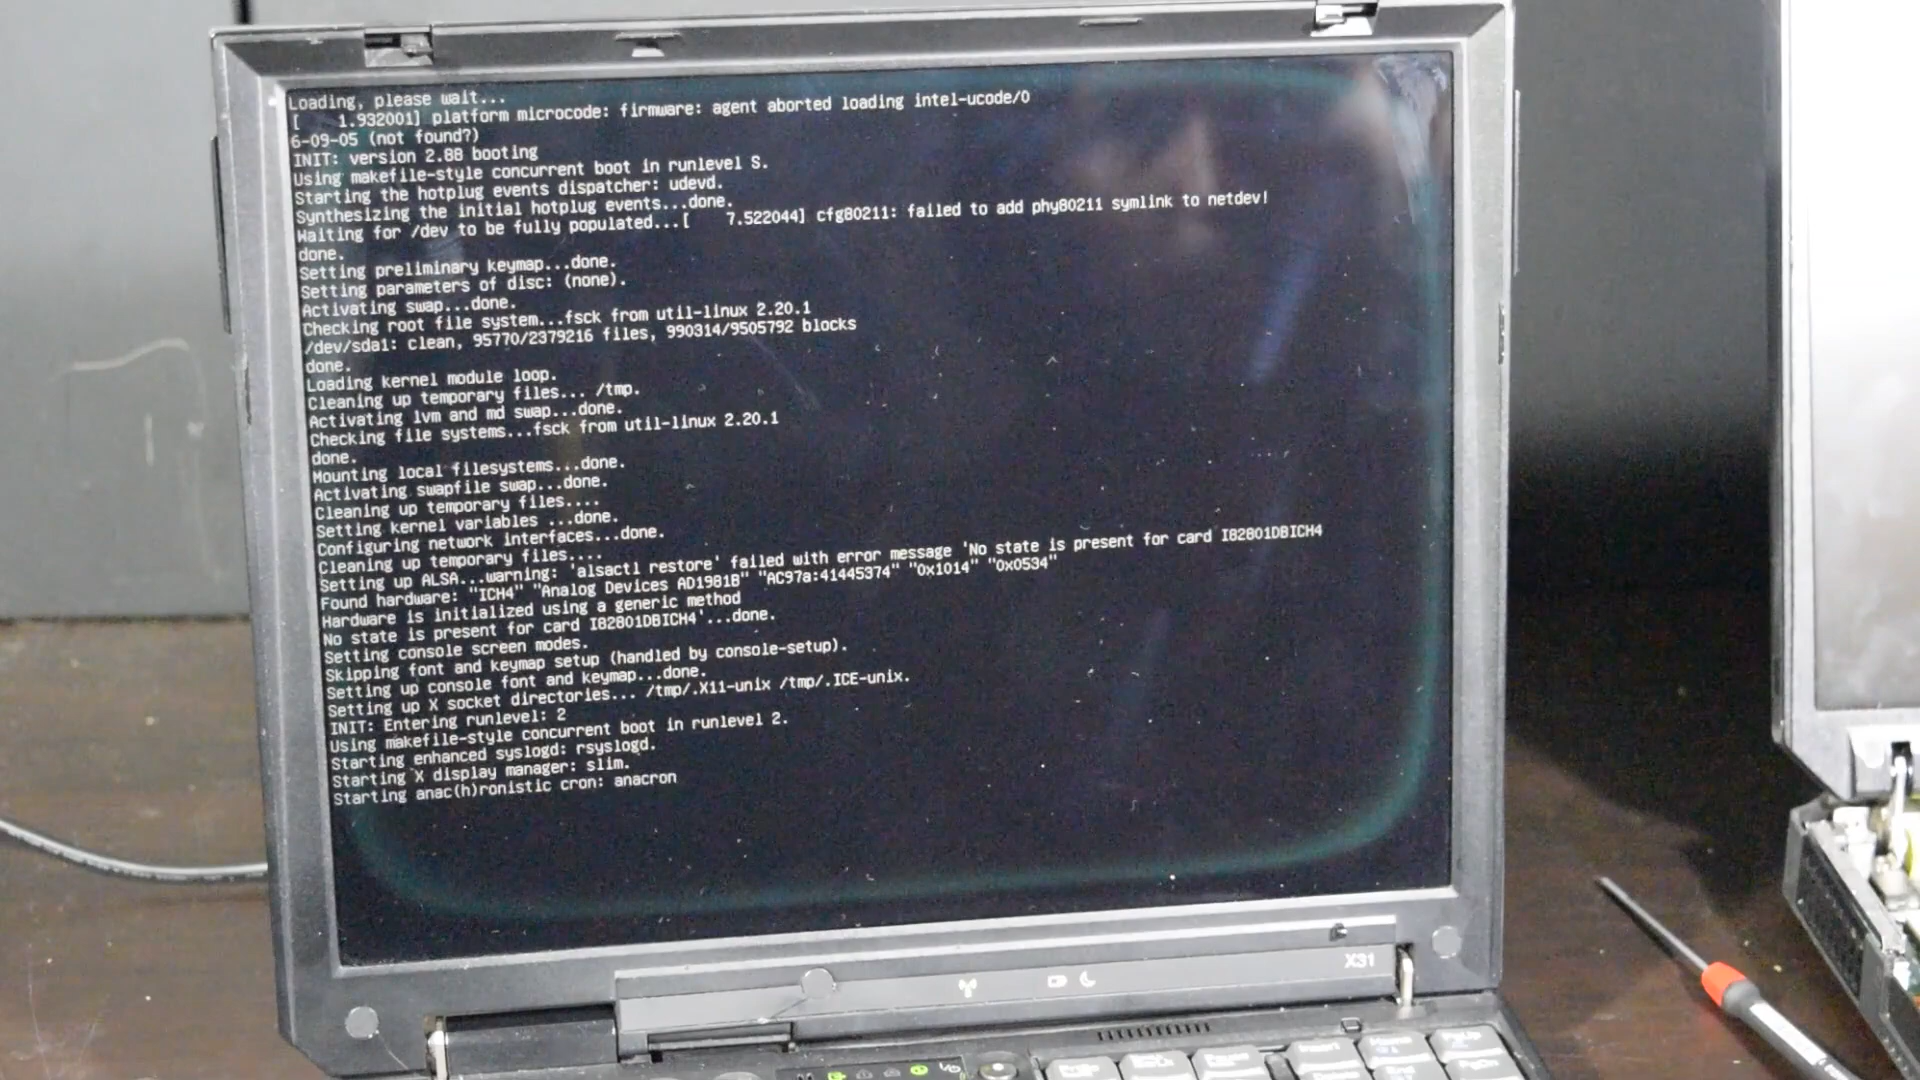 Loading, please wait...
[    1.932001] platform microcode: firmware: agent aborted loading intel-ucode/0
6-09-05 (not found?)
INIT: version 2.88 booting
Using makefile-style concurrent boot in runlevel S.
Starting the hotplug events dispatcher: udevd.
Synthesizing the initial hotplug events...done.
Waiting for /dev to be fully populated...[    7.522044] cfg80211: failed to add phy80211 symlink to netdev!
done.
Setting preliminary keymap...done.
Setting parameters of disc: (none).
Activating swap...done.
Checking root file system...fsck from util-linux 2.20.1
/dev/sda1: clean, 95770/2379216 files, 990314/9505792 blocks
done.
Loading kernel module loop.
Cleaning up temporary files... /tmp.
Activating lvm and md swap...done.
Checking file systems...fsck from util-linux 2.20.1
done.
Mounting local filesystems...done.
Activating swapfile swap...done.
Cleaning up temporary files....
Setting kernel variables ...done.
Configuring network interfaces...done.
Cleaning up temporary files....
Setting up ALSA...warning: 'alsactl restore' failed with error message 'No state is present for card I82801DBICH4
Found hardware: "ICH4" "Analog Devices AD1981B" "AC97a:41445374" "0x1014" "0x0534"
Hardware is initialized using a generic method
No state is present for card I82801DBICH4'...done.
Setting console screen modes.
Skipping font and keymap setup (handled by console-setup).
Setting up console font and keymap...done.
Setting up X socket directories... /tmp/.X11-unix /tmp/.ICE-unix.
INIT: Entering runlevel: 2
Using makefile-style concurrent boot in runlevel 2.
Starting enhanced syslogd: rsyslogd.
Starting X display manager: slim.
Starting anac(h)ronistic cron: anacron
X31
Insert
Home
End